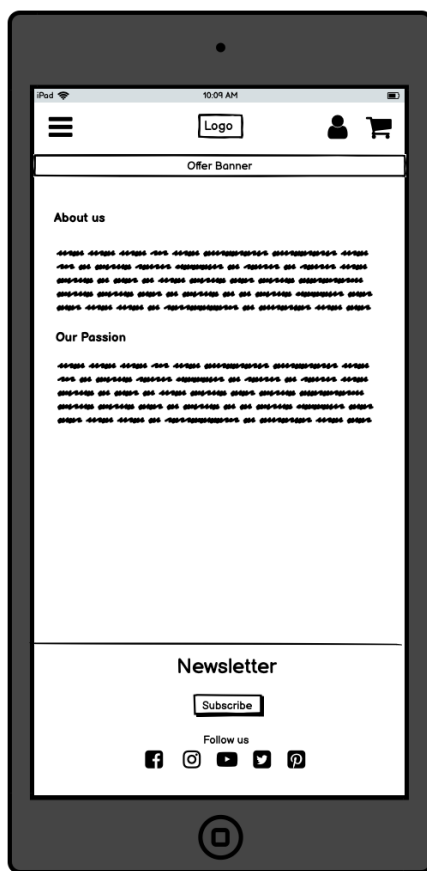 iPad 10:09 AM
Logo
Offer Banner
About us
Our Passion
Newsletter
Subscribe
Follow us